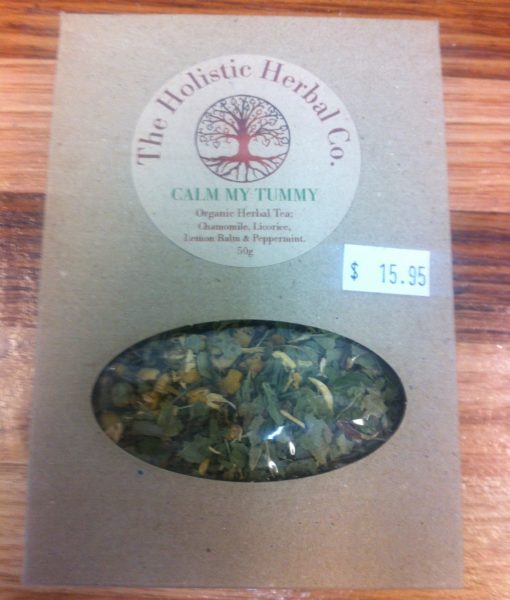 The Holistic Herbal Co.
CALM MY TUMMY
Organic Herbal Tea;
Chamomile, Licorice,
Lemon Balm & Peppermint.
50g
$ 15.95